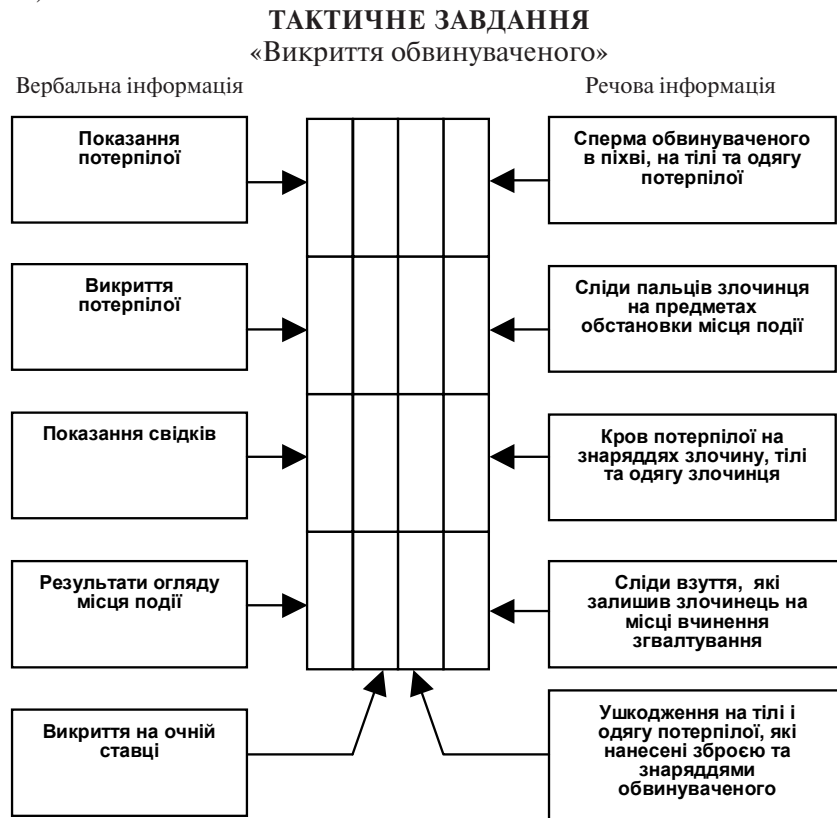 ТАКТИЧНЕ ЗАВДАННЯ
«Викриття обвинуваченого»
Вербальна інформація
Речова інформація
Показання
потерпілої
Сперма обвинуваченого
в піхві, на тілі та одягу
потерпілої
Викриття
потерпілої
Сліди пальців злочинця
на предметах
обстановки місця події
Показання свідків
Кров потерпілої на
знаряддях злочину, тілі
та одягу злочинця
Результати огляду
місця події
Сліди взуття, які
залишив злочинець на
місці вчинення
згвалтування
Викриття на очній
ставці
Ушкодження на тілі і
одягу потерпілої, які
нанесені зброєю та
знаряддями
обвинуваченого